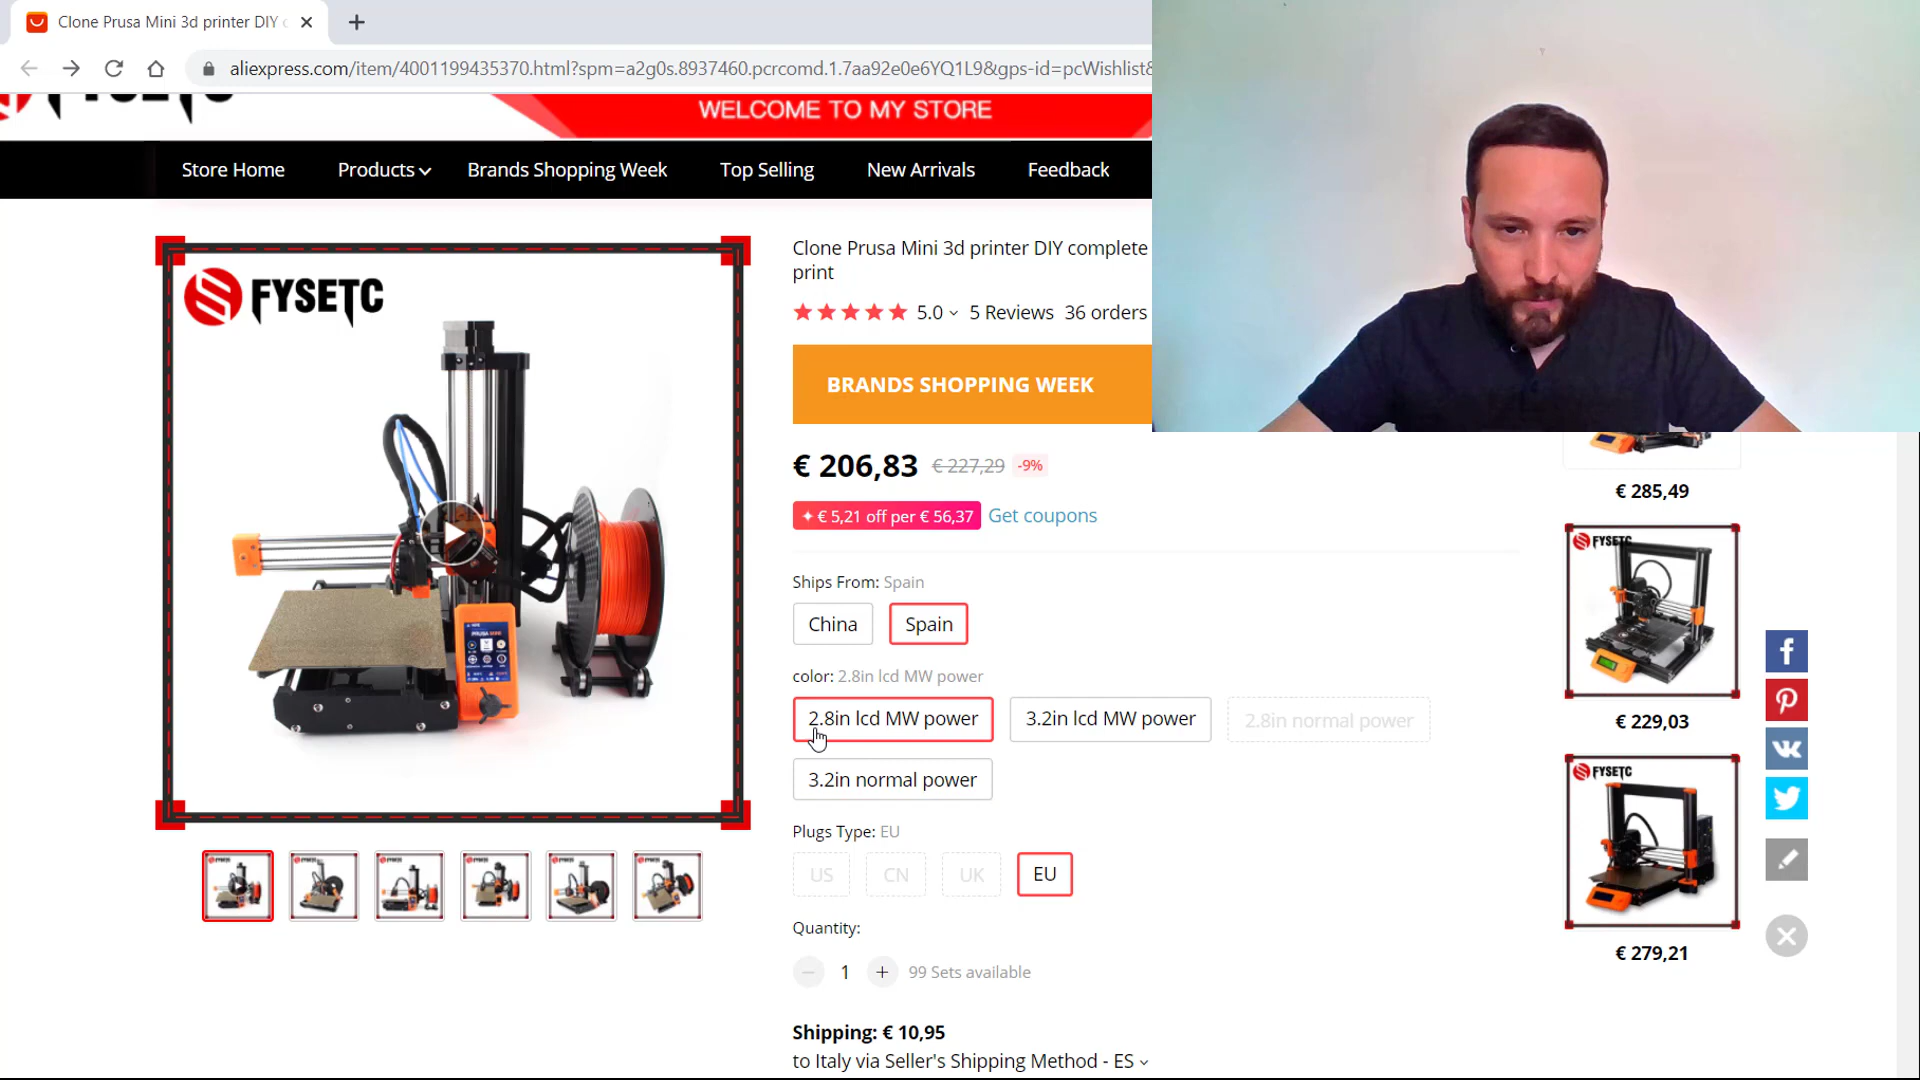 Clone Prusa Mini 3d printer DIY
aliexpress.com/item/4001199435370.html?spm=a2g0s.8937460.pcrcomd.1.7aa92e0e6YQ1L9&gps-id=pcWishlist&
WELCOME TO MY STORE
Store Home Products Brands Shopping Week Top Selling New Arrivals Feedback
FYSETC
Clone Prusa Mini 3d printer DIY complete
print
5.0 5 Reviews 36 orders
BRANDS SHOPPING WEEK
€ 206,83 € 227,29 -9%
€ 5,21 off per € 56,37 Get coupons
Ships From: Spain
China Spain
color: 2.8in lcd MW power
2.8in lcd MW power 3.2in lcd MW power 2.8in normal power
3.2in normal power
Plugs Type: EU
US CN UK EU
Quantity:
1 99 Sets available
Shipping: € 10,95
to Italy via Seller's Shipping Method - ES
€ 285,49
FYSETC
€ 229,03
FYSETC
€ 279,21